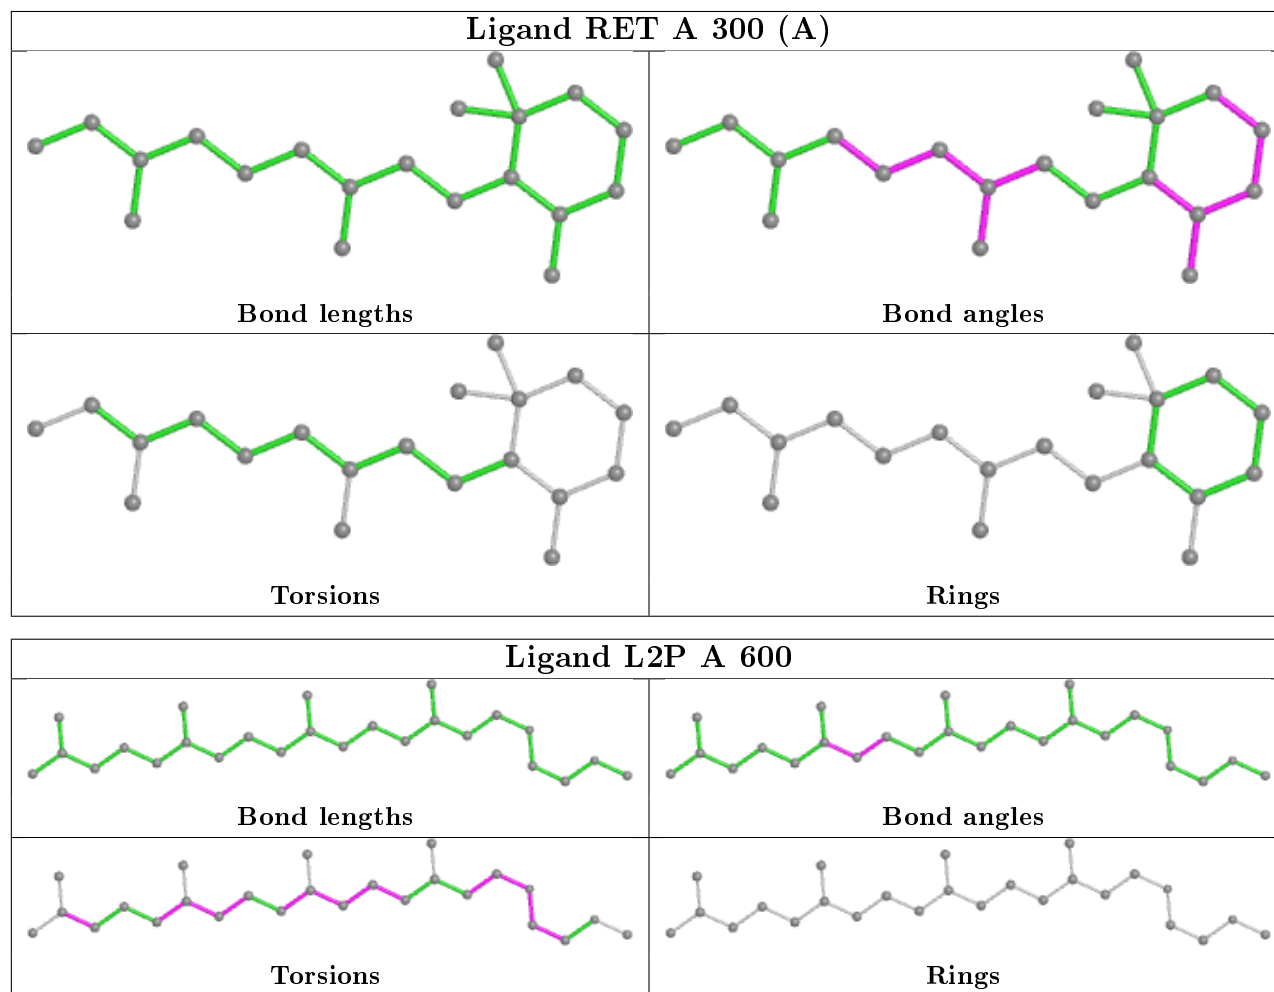 Ligand RET A 300 (A)
Bond lengths
Bond angles
Torsions
Rings
Ligand L2P A 600
Bond lengths
Bond angles
Torsions
Rings